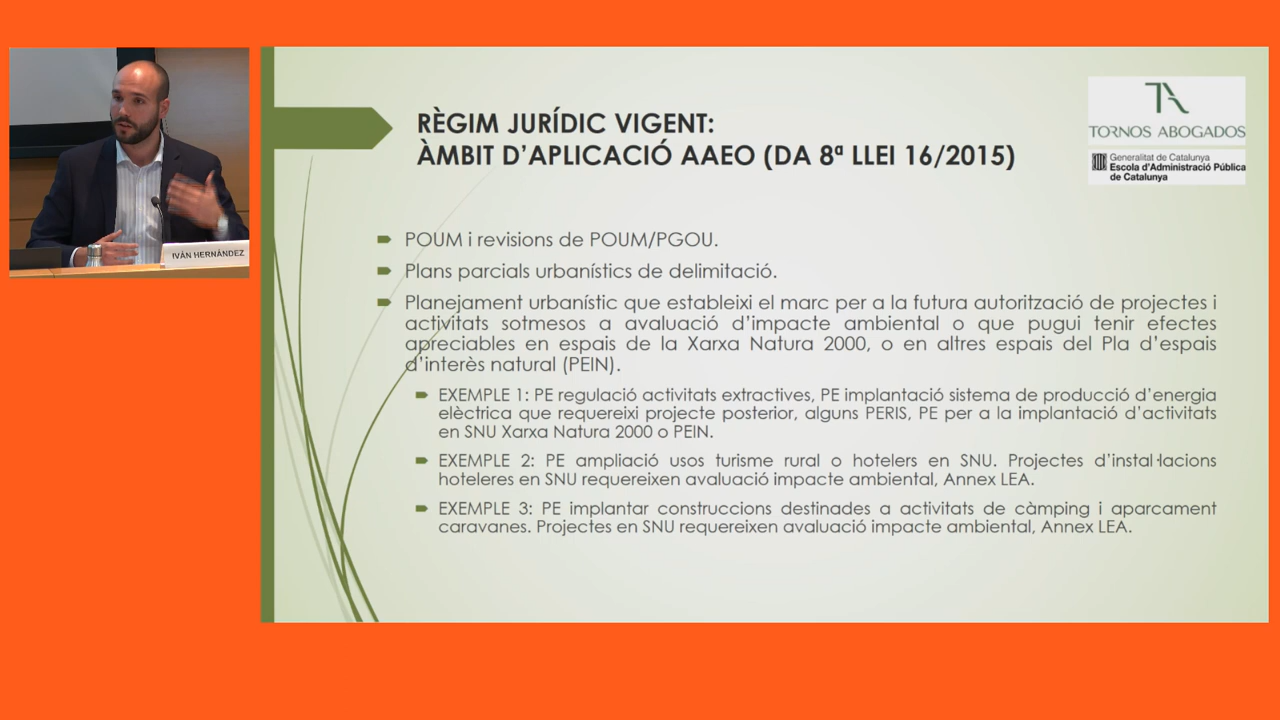 IVÁN HERNÁNDEZ
RÈGIM JURÍDIC VIGENT:
ÀMBIT D'APLICACIÓ AAEO (DA 8ª LLEI 16/2015)
TA
TORNOS ABOGADOS
Generalitat de Catalunya
Escola d'Administració Pública
de Catalunya
POUM i revisions de POUM/PGOU.
Plans parcials urbanístics de delimitació.
Planejament urbanístic que estableixi el marc per a la futura autorització de projectes i
activitats sotmesos a avaluació d'impacte ambiental o que pugui tenir efectes
apreciables en espais de la Xarxa Natura 2000, o en altres espais del Pla d'espais
d'interès natural (PEIN).
EXEMPLE 1: PE regulació activitats extractives, PE implantació sistema de producció d'energia
elèctrica que requereixi projecte posterior, alguns PERIS, PE per a la implantació d'activitats
en SNU Xarxa Natura 2000 o PEIN.
EXEMPLE 2: PE ampliació usos turisme rural o hotelers en SNU. Projectes d'instal·lacions
hoteleres en SNU requereixen avaluació impacte ambiental, Annex LEA.
EXEMPLE 3: PE implantar construccions destinades a activitats de càmping i aparcament
caravanes. Projectes en SNU requereixen avaluació impacte ambiental, Annex LEA.